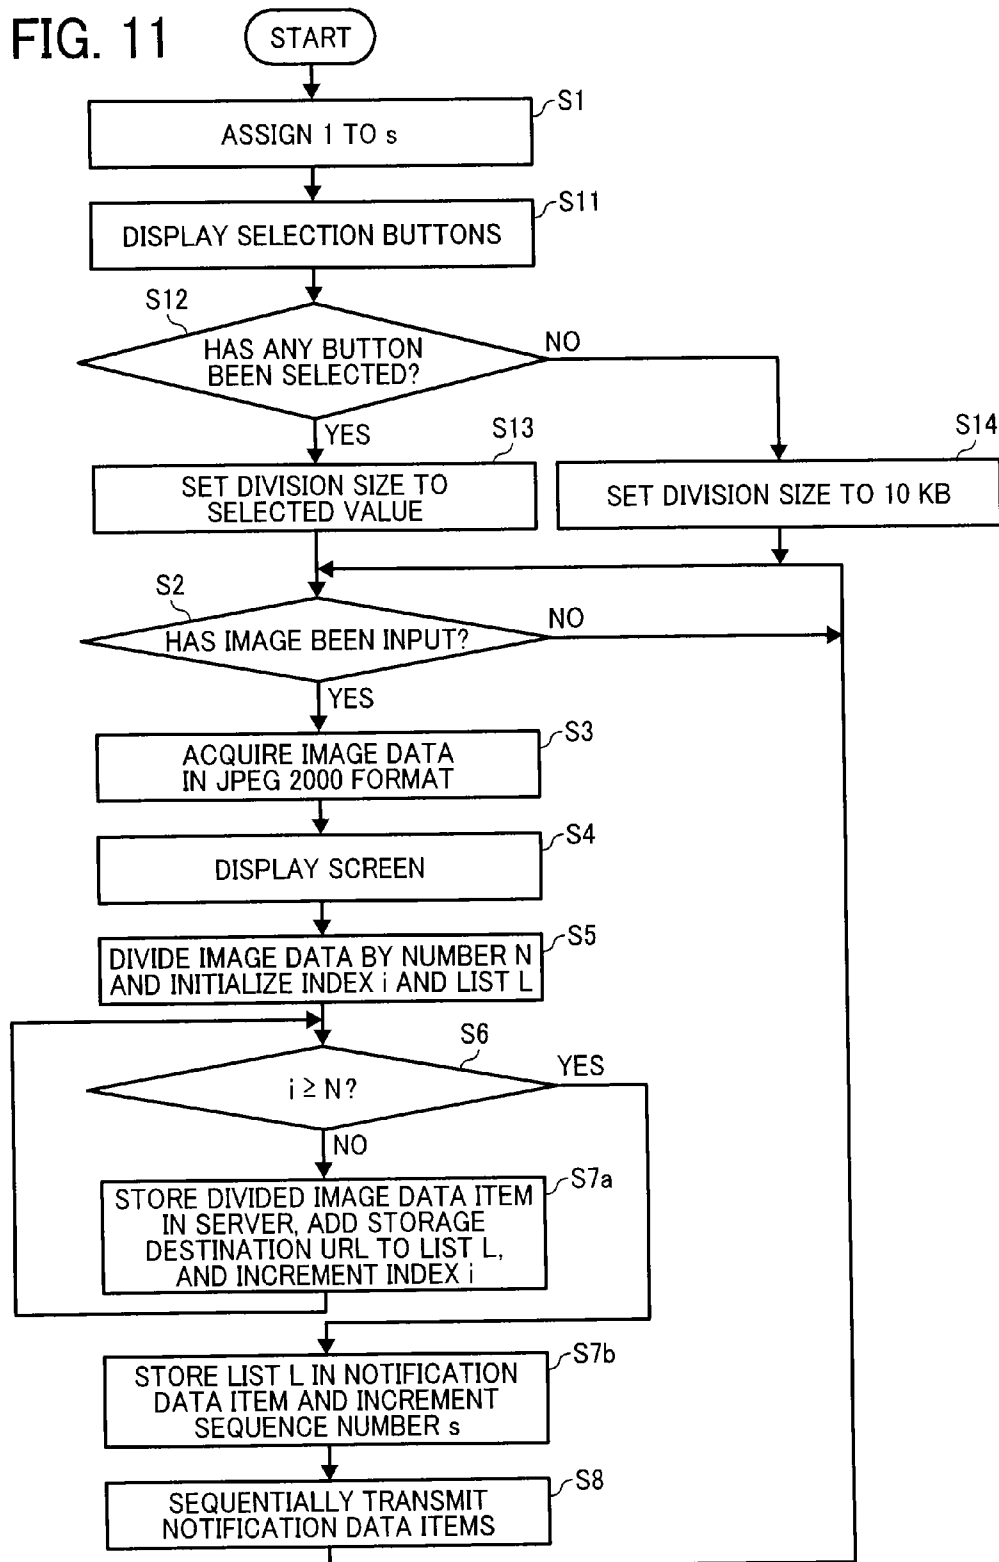 FIG. 11
START
S1
ASSIGN 1 TO s
S11
DISPLAY SELECTION BUTTONS
S12
HAS ANY BUTTON
BEEN SELECTED?
NO
YES
S13
SET DIVISION SIZE TO
SELECTED VALUE
S14
SET DIVISION SIZE TO 10 KB
S2
HAS IMAGE BEEN INPUT?
NO
YES
S3
ACQUIRE IMAGE DATA
IN JPEG 2000 FORMAT
S4
DISPLAY SCREEN
S5
DIVIDE IMAGE DATA BY NUMBER N
AND INITIALIZE INDEX i AND LIST L
S6
i ≧ N?
YES
NO
S7a
STORE DIVIDED IMAGE DATA ITEM
IN SERVER, ADD STORAGE
DESTINATION URL TO LIST L,
AND INCREMENT INDEX i
S7b
STORE LIST L IN NOTIFICATION
DATA ITEM AND INCREMENT
SEQUENCE NUMBER s
S8
SEQUENTIALLY TRANSMIT
NOTIFICATION DATA ITEMS